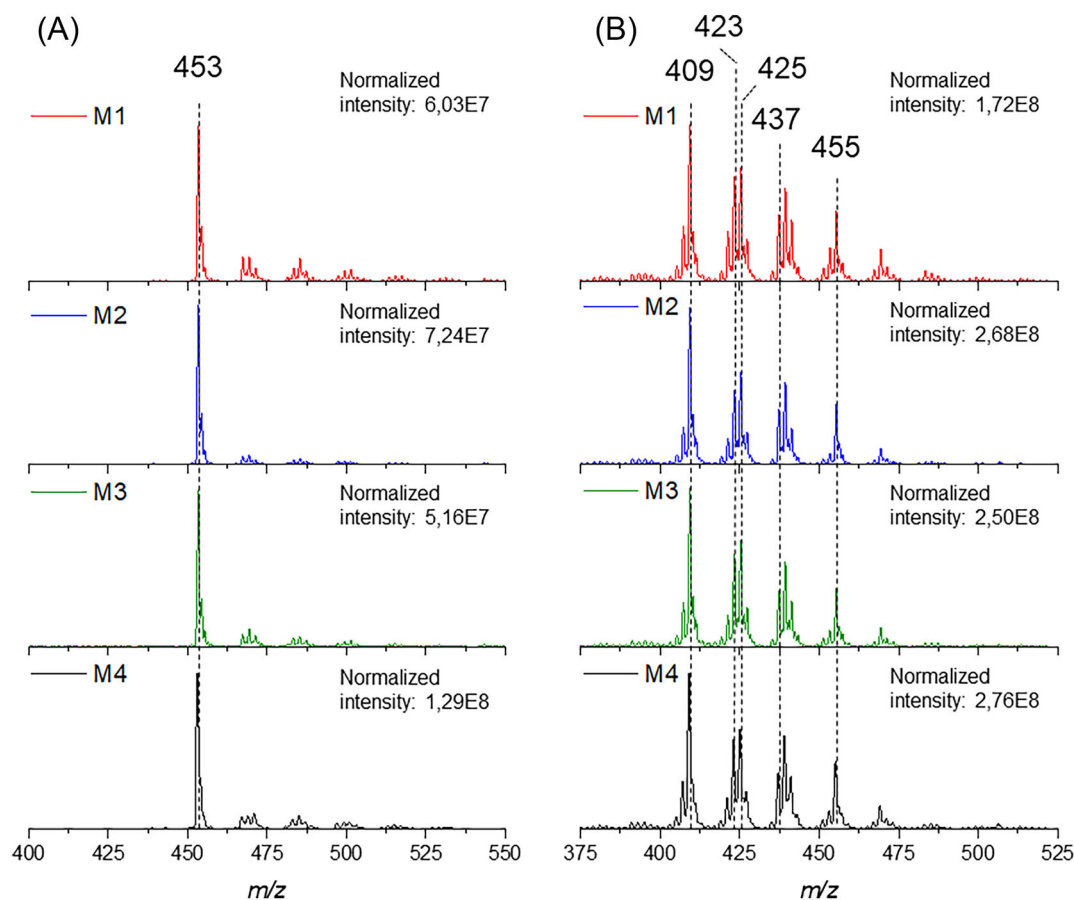 (A)
453
M1
Normalized
intensity: 6,03E7
M2
Normalized
intensity: 7,24E7
M3
Normalized
intensity: 5,16E7
M4
Normalized
intensity: 1,29E8
400 425 450 475 500 525 550
m/z
(B)
423
409
425
437
455
M1
Normalized
intensity: 1,72E8
M2
Normalized
intensity: 2,68E8
M3
Normalized
intensity: 2,50E8
M4
Normalized
intensity: 2,76E8
375 400 425 450 475 500 525
m/z